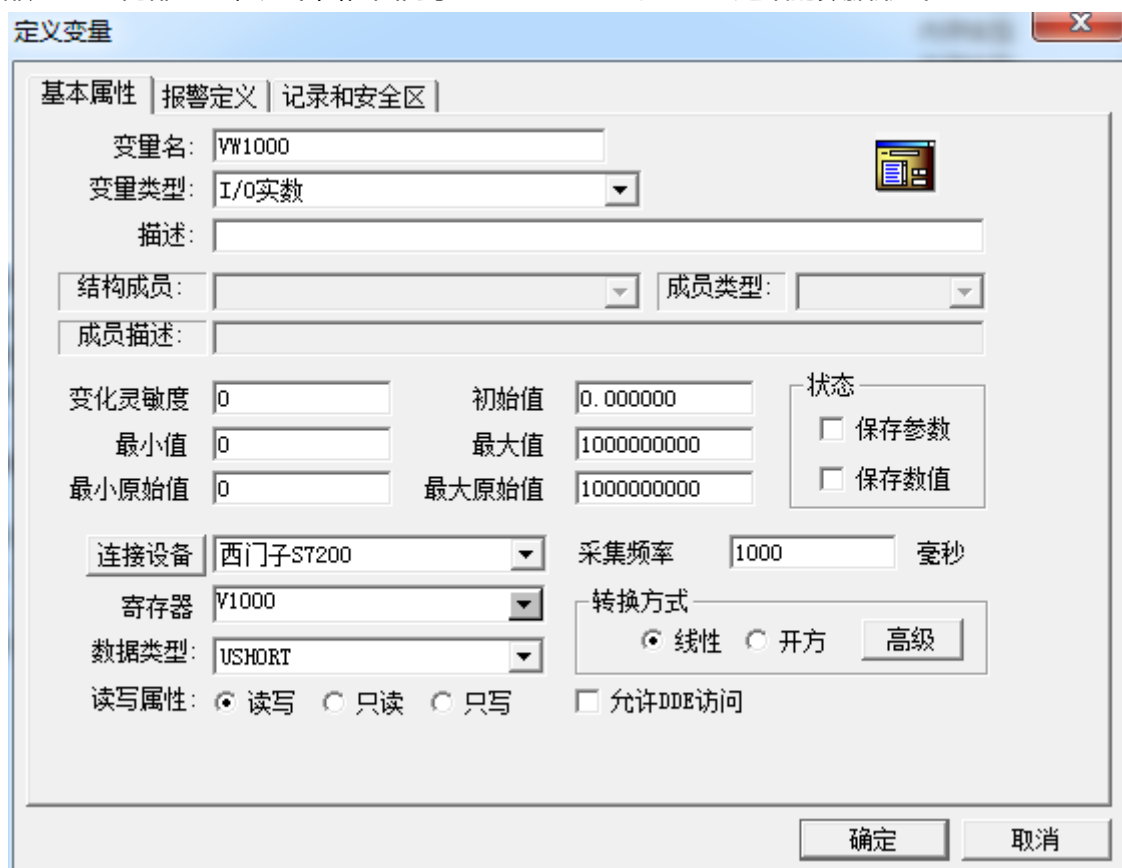 定义变量
基本属性 报警定义 记录和安全区
变量名: VW1000
变量类型: I/O实数
描述:
结构成员: 成员类型:
成员描述:
变化灵敏度 0 初始值 0.000000 状态
最小值 0 最大值 1000000000 保存参数
最小原始值 0 最大原始值 1000000000 保存数值
连接设备 西门子S7200 采集频率 1000 毫秒
寄存器 V1000 转换方式
数据类型: USHORT 线性 开方 高级
读写属性: 读写 只读 只写 允许DDE访问
确定 取消